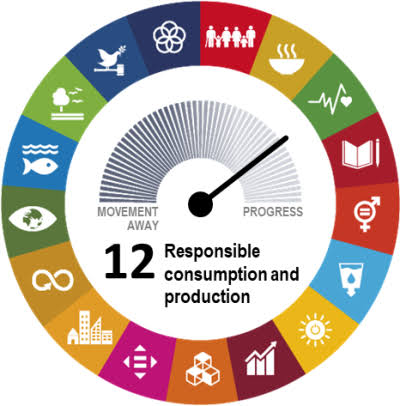 MOVEMENT
AWAY
PROGRESS
12 Responsible
consumption and
production